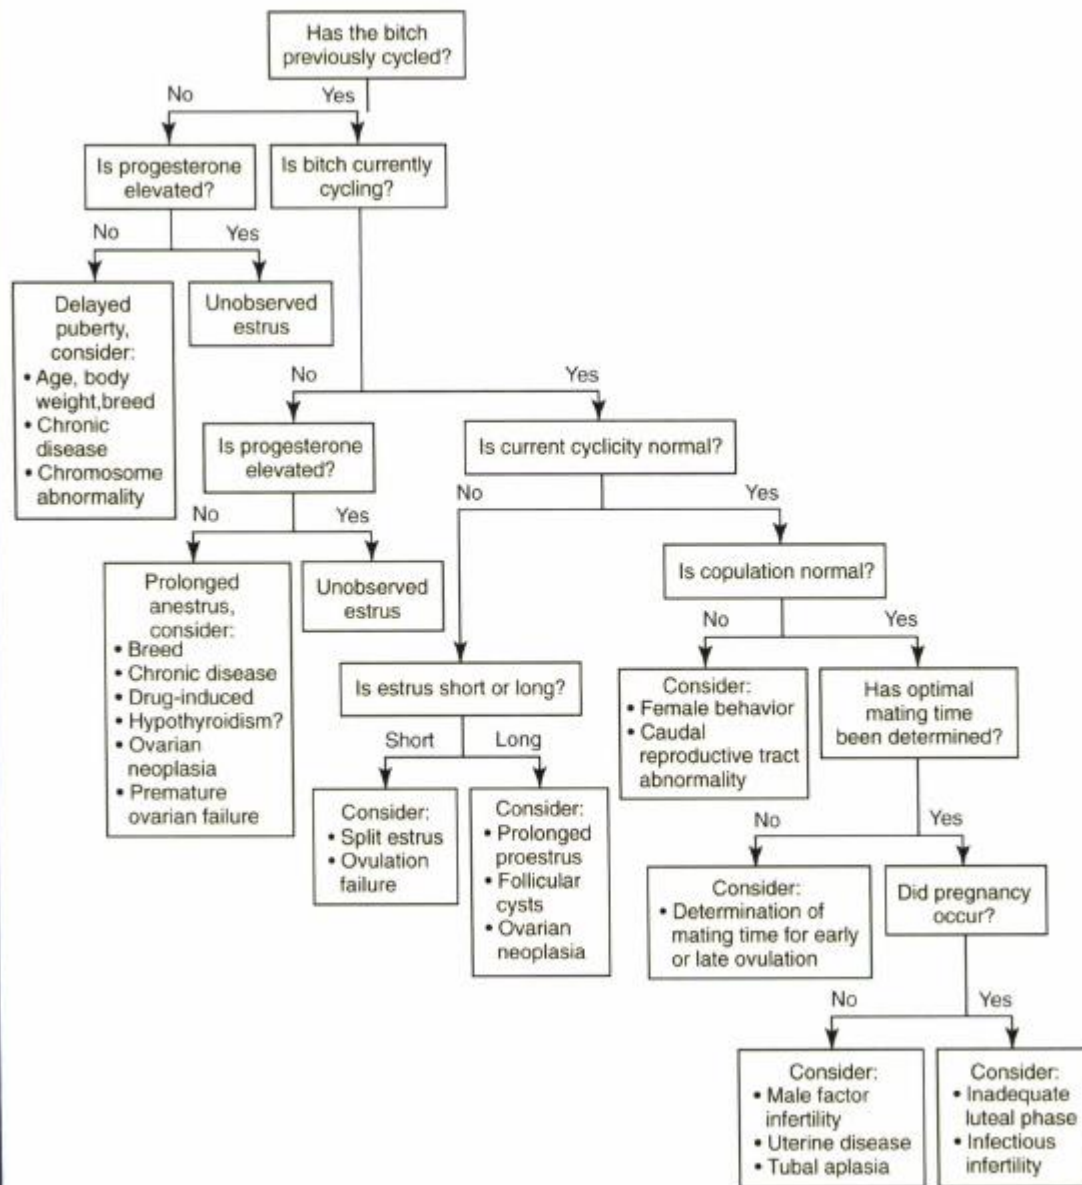 Has the bitch
previously cycled?
No
Yes
Is progesterone
elevated?
Is bitch currently
cycling?
No
Yes
Delayed
puberty,
consider:
• Age, body
weight,breed
• Chronic
disease
• Chromosome
abnormality
Unobserved
estrus
No
Yes
Is progesterone
elevated?
Is current cyclicity normal?
No
Yes
Prolonged
anestrus,
consider:
• Breed
• Chronic disease
• Drug-induced
• Hypothyroidism?
• Ovarian
neoplasia
• Premature
ovarian failure
Unobserved
estrus
No
Yes
Is estrus short or long?
Short
Long
Consider:
• Split estrus
• Ovulation
failure
Consider:
• Prolonged
proestrus
• Follicular
cysts
• Ovarian
neoplasia
Is copulation normal?
No
Yes
Consider:
• Female behavior
• Caudal
reproductive tract
abnormality
Has optimal
mating time
been determined?
No
Yes
Consider:
• Determination of
mating time for early
or late ovulation
Did pregnancy
occur?
No
Yes
Consider:
• Male factor
infertility
• Uterine disease
• Tubal aplasia
Consider:
• Inadequate
luteal phase
• Infectious
infertility